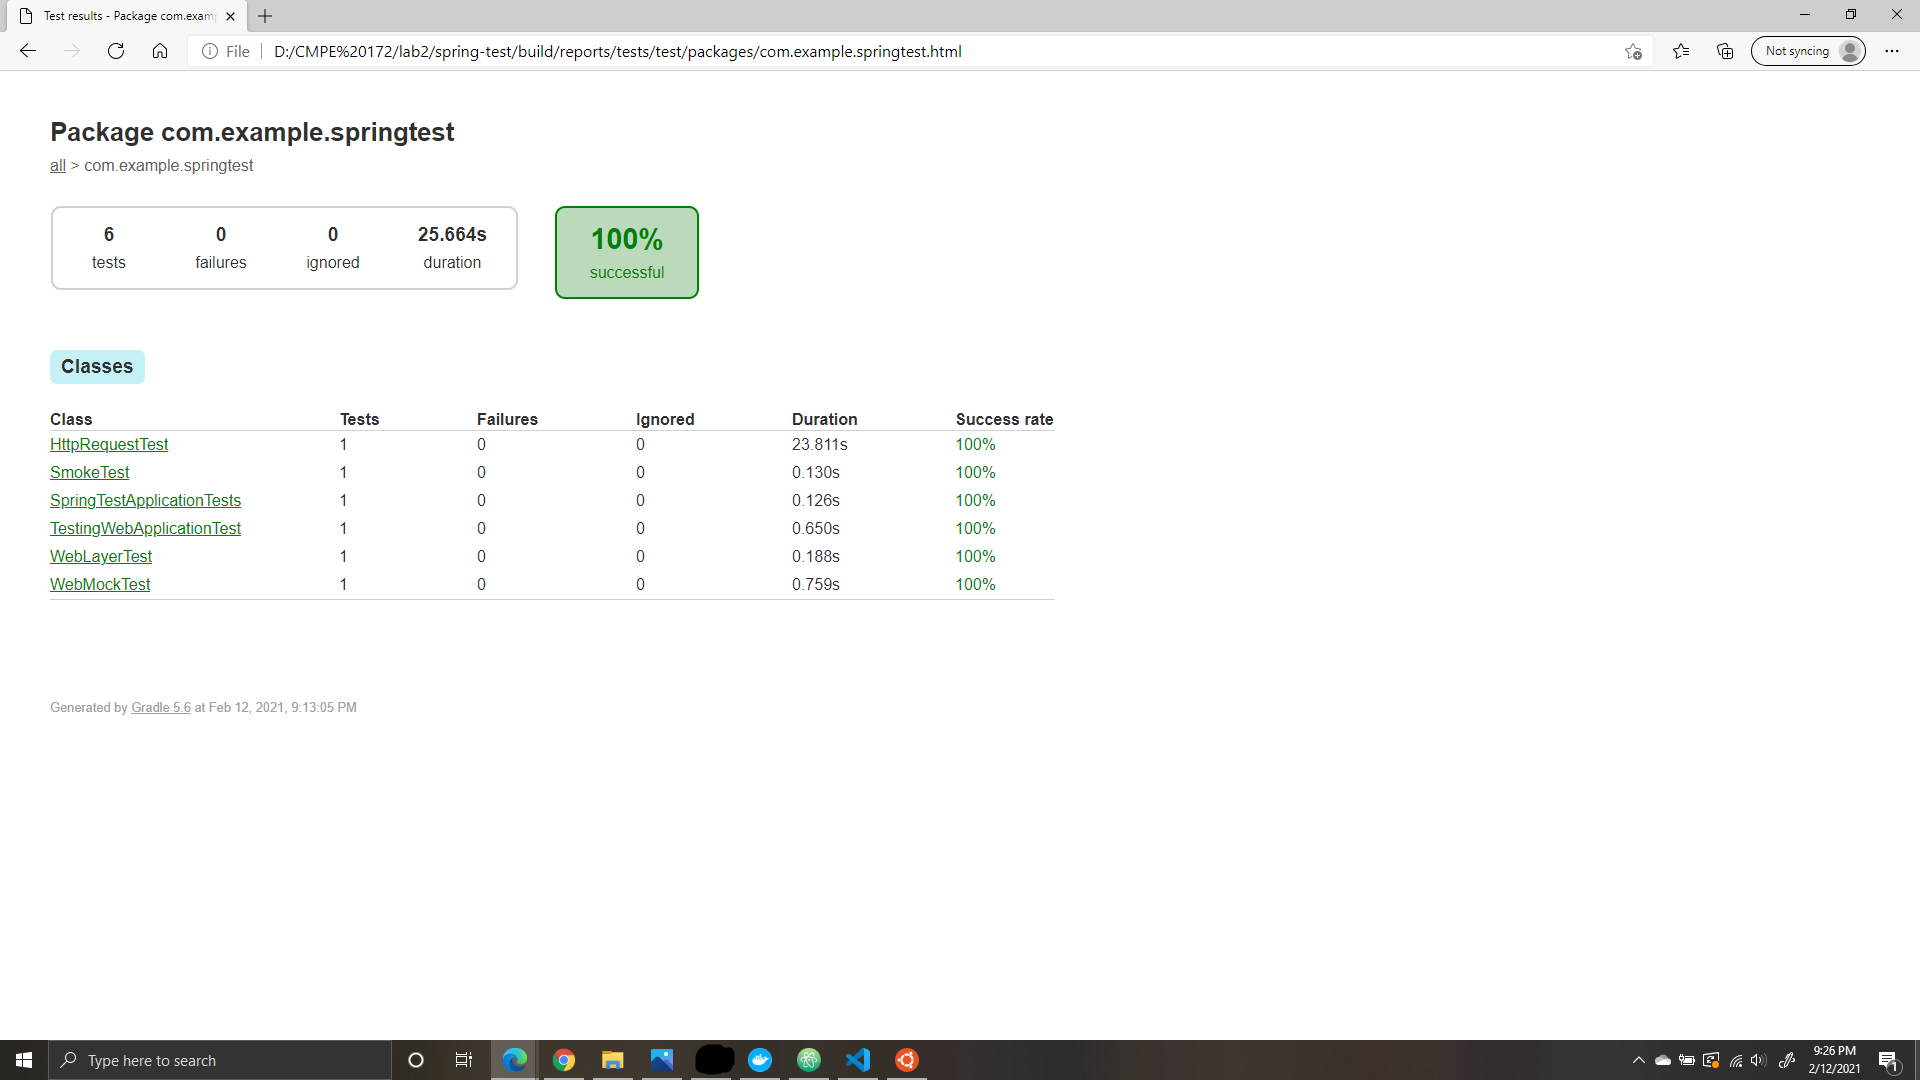 Test results - Package com.exam
File
D:/CMPE%20172/lab2/spring-test/build/reports/tests/test/packages/com.example.springtest.html
Not syncing
Package com.example.springtest
all > com.example.springtest
6 0 0 25.664s
tests failures ignored duration
100%
successful
Classes
Class Tests Failures Ignored Duration Success rate
HttpRequestTest 1 0 0 23.811s 100%
SmokeTest 1 0 0 0.130s 100%
SpringTestApplicationTests 1 0 0 0.126s 100%
TestingWebApplicationTest 1 0 0 0.650s 100%
WebLayerTest 1 0 0 0.188s 100%
WebMockTest 1 0 0 0.759s 100%
Generated by Gradle 5.6 at Feb 12, 2021, 9:13:05 PM
Type here to search
9:26 PM
2/12/2021
1